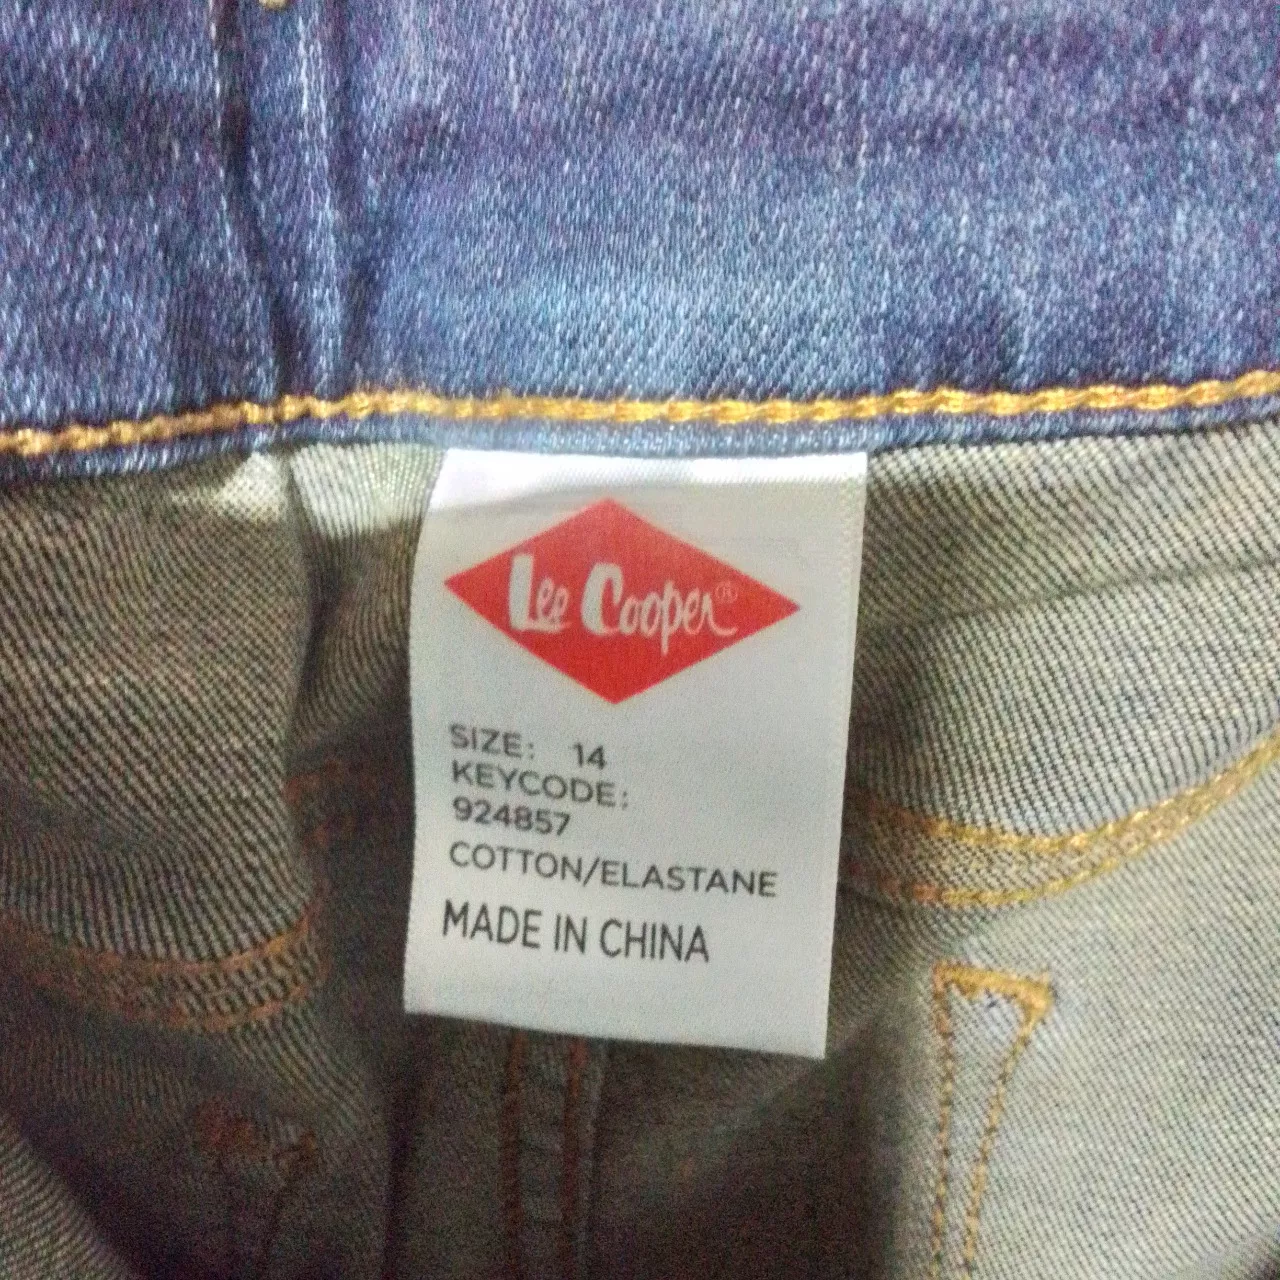 Lee Cooper®
SIZE: 14
KEYCODE:
924857
COTTON/ELASTANE
MADE IN CHINA